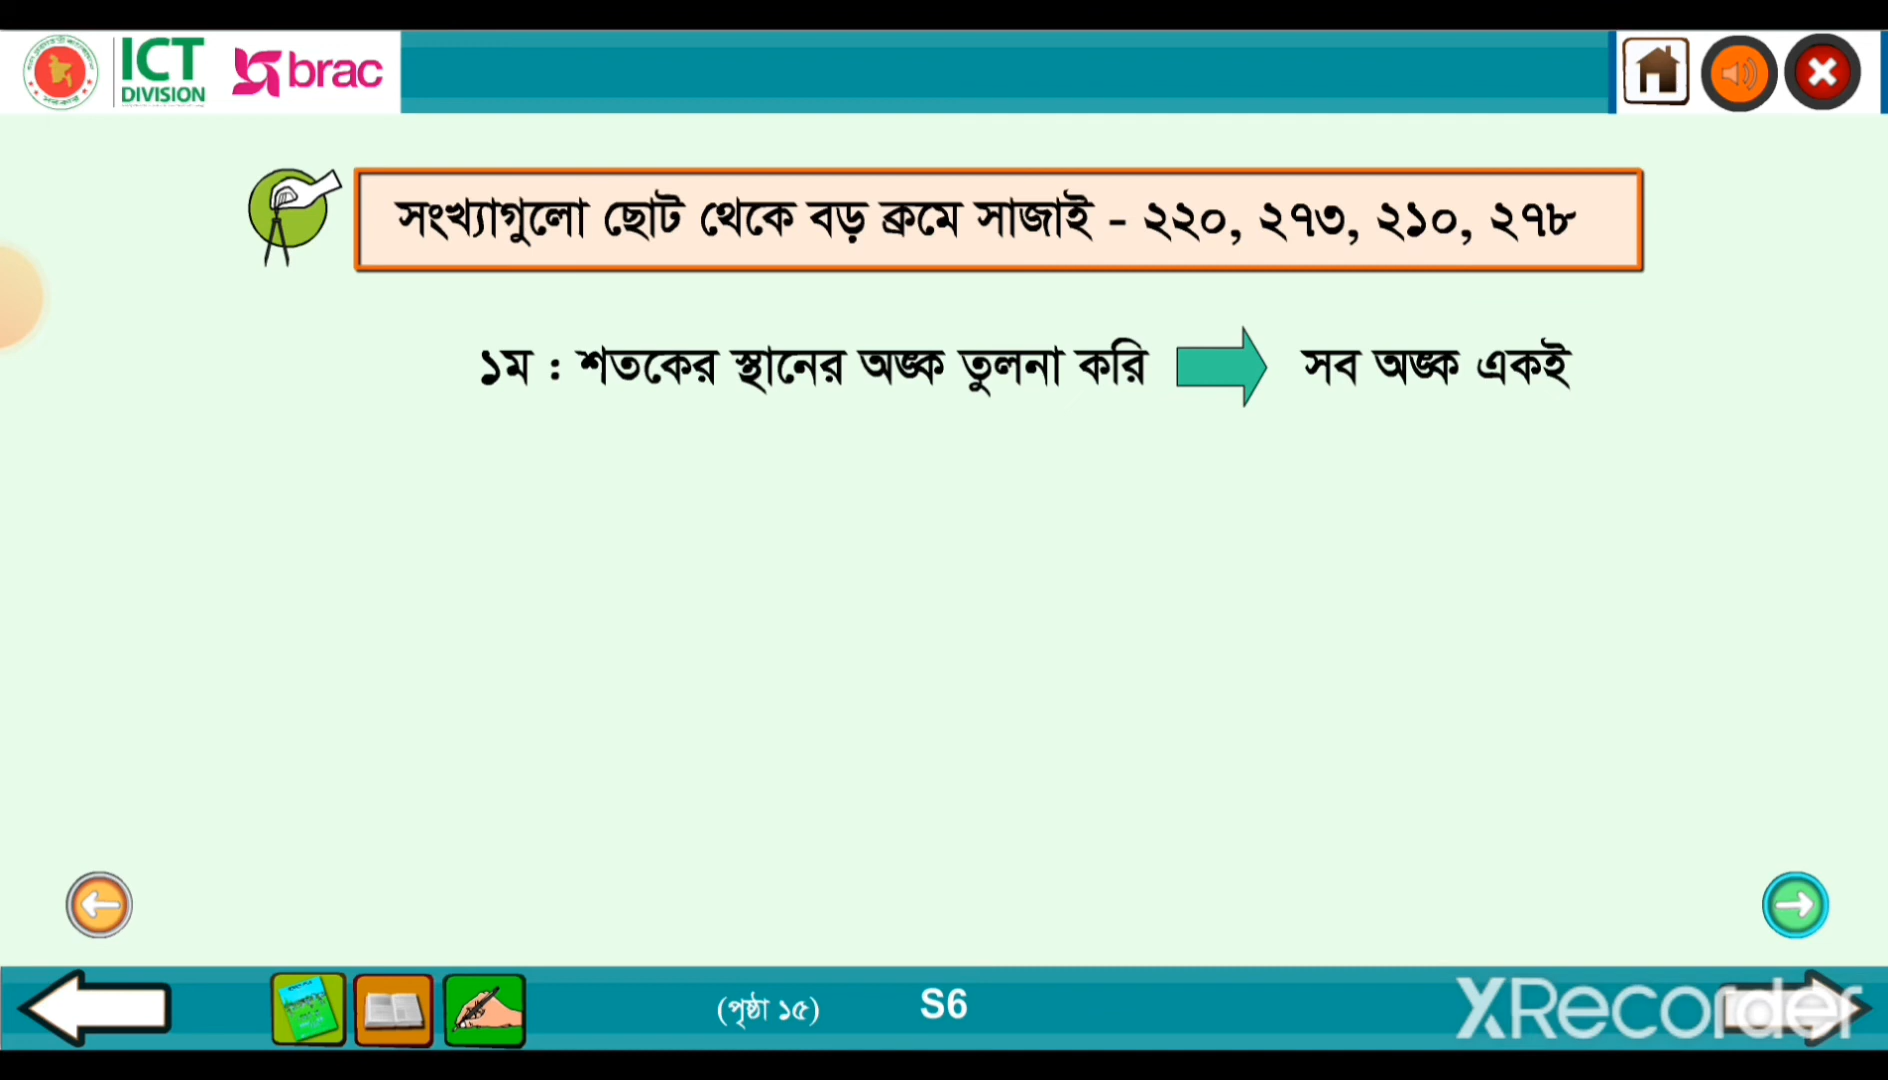 ICT
DIVISION
brac
সংখ্যাগুলো ছোট থেকে বড় ক্রমে সাজাই - ২২০, ২৭৩, ২১০, ২৭৮
১ম : শতকের স্থানের অঙ্ক তুলনা করি
সব অঙ্ক একই
(পৃষ্ঠা ১৫)
S6
XRecorder